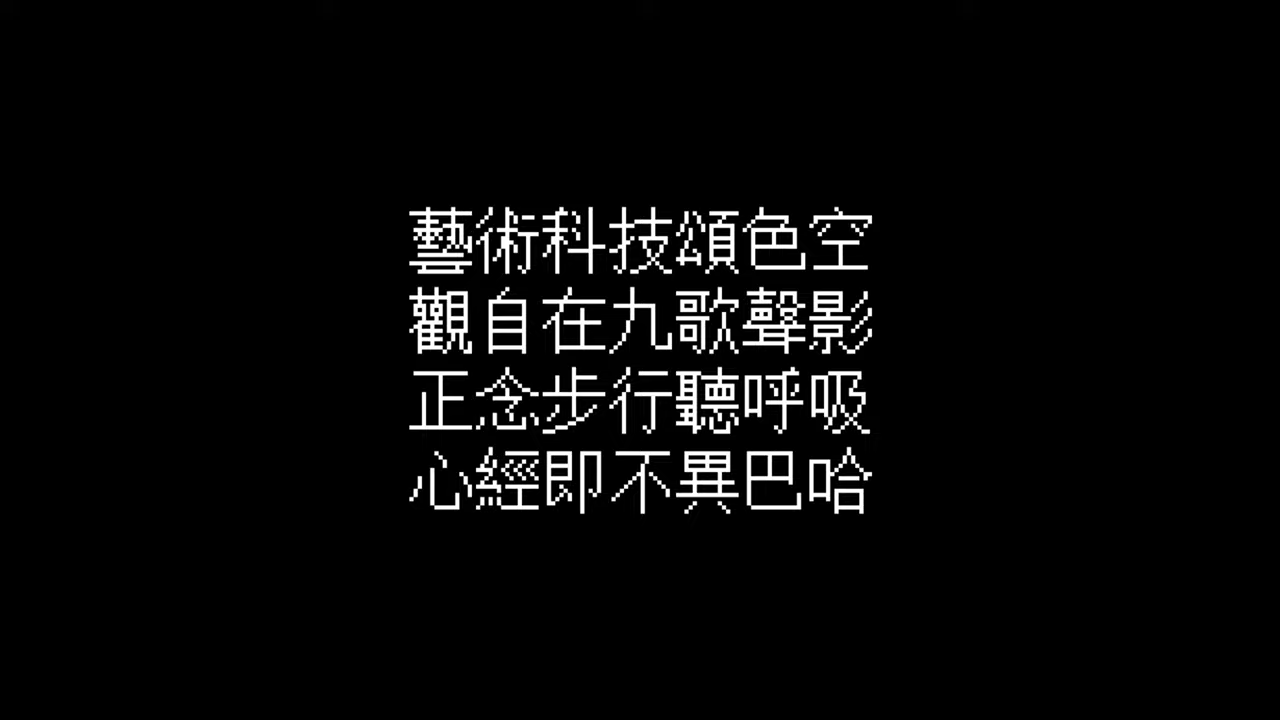 藝術科技頌色空
觀自在九歌聲影
正念步行聽呼吸
心經即不異巴哈